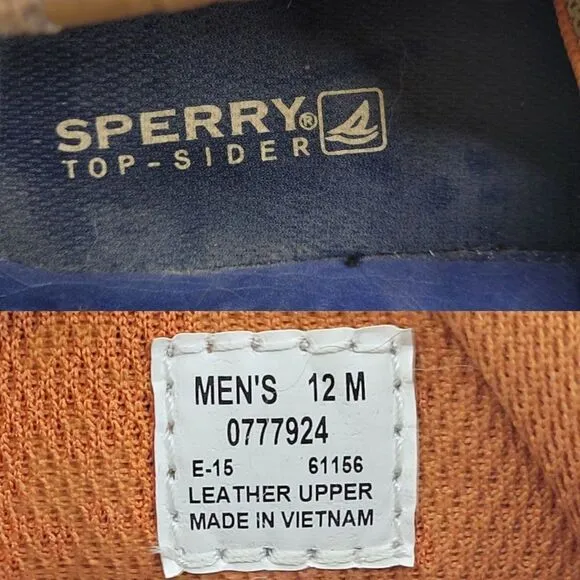 SPERRY®
TOP-SIDER
MEN'S 12 M
0777924
E-15 61156
LEATHER UPPER
MADE IN VIETNAM